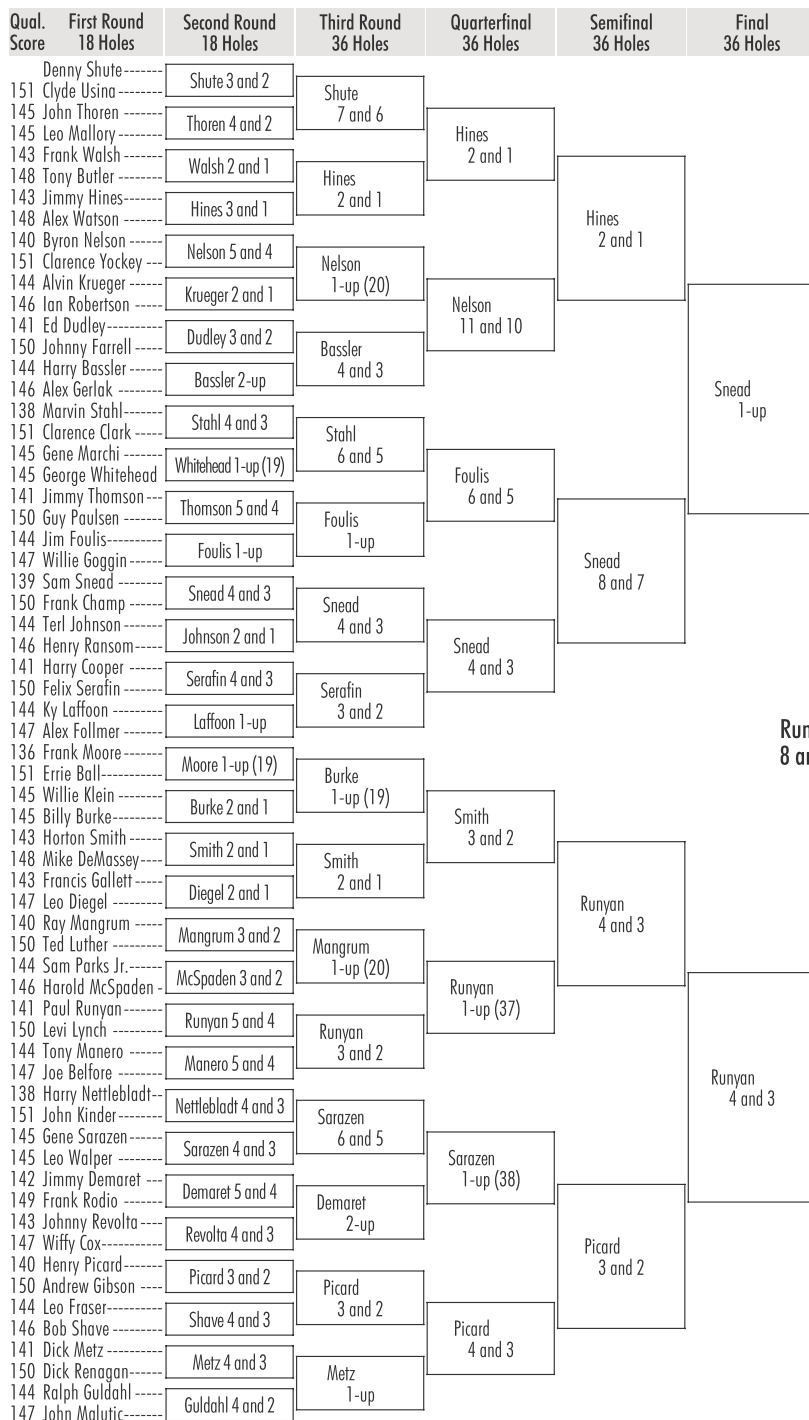 Qual. Score
First Round 18 Holes
Second Round 18 Holes
Third Round 36 Holes
Quarterfinal 36 Holes
Semifinal 36 Holes
Final 36 Holes
Denny Shute
151 Clyde Usina
145 John Thoren
145 Leo Mallory
143 Frank Walsh
148 Tony Butler
143 Jimmy Hines
148 Alex Watson
140 Byron Nelson
151 Clarence Yockey
144 Alvin Krueger
146 Ian Robertson
141 Ed Dudley
150 Johnny Farrell
144 Harry Bassler
146 Alex Gerlak
138 Marvin Stahl
151 Clarence Clark
145 Gene Marchi
145 George Whitehead
141 Jimmy Thomson
150 Guy Paulsen
144 Jim Foulis
147 Willie Goggin
139 Sam Snead
150 Frank Champ
144 Terl Johnson
146 Henry Ransom
141 Harry Cooper
150 Felix Serafin
144 Ky Laffoon
147 Alex Follmer
136 Frank Moore
151 Errie Ball
145 Willie Klein
145 Billy Burke
143 Horton Smith
148 Mike DeMassey
143 Francis Gallett
147 Leo Diegel
140 Ray Mangrum
150 Ted Luther
144 Sam Parks Jr.
146 Harold McSpaden
141 Paul Runyan
150 Levi Lynch
144 Tony Manero
147 Joe Belfore
138 Harry Nettlebladt
151 John Kinder
145 Gene Sarazen
145 Leo Walper
142 Jimmy Demaret
149 Frank Rodio
143 Johnny Revolta
147 Wiffy Cox
140 Henry Picard
150 Andrew Gibson
144 Leo Fraser
146 Bob Shave
141 Dick Metz
150 Dick Renagan
144 Ralph Guldahl
147 John Malutic
Shute 3 and 2
Thoren 4 and 2
Walsh 2 and 1
Hines 3 and 1
Nelson 5 and 4
Krueger 2 and 1
Dudley 3 and 2
Bassler 2-up
Stahl 4 and 3
Whitehead 1-up (19)
Thomson 5 and 4
Foulis 1-up
Snead 4 and 3
Johnson 2 and 1
Serafin 4 and 3
Laffoon 1-up
Moore 1-up (19)
Burke 2 and 1
Smith 2 and 1
Diegel 2 and 1
Mangrum 3 and 2
McSpaden 3 and 2
Runyan 5 and 4
Manero 5 and 4
Nettlebladt 4 and 3
Sarazen 4 and 3
Demaret 5 and 4
Revolta 4 and 3
Picard 3 and 2
Shave 4 and 3
Metz 4 and 3
Guldahl 4 and 2
Shute
7 and 6
Hines
2 and 1
Nelson
1-up (20)
Bassler
4 and 3
Stahl
6 and 5
Foulis
1-up
Snead
4 and 3
Serafin
3 and 2
Burke
1-up (19)
Smith
2 and 1
Mangrum
1-up (20)
Runyan
3 and 2
Sarazen
6 and 5
Demaret
2-up
Picard
3 and 2
Metz
1-up
Hines
2 and 1
Nelson
11 and 10
Foulis
6 and 5
Snead
4 and 3
Smith
3 and 2
Runyan
1-up (37)
Sarazen
1-up (38)
Picard
4 and 3
Hines
2 and 1
Snead
8 and 7
Runyan
4 and 3
Picard
3 and 2
Snead
1-up
Runyan
4 and 3
Run
8 a